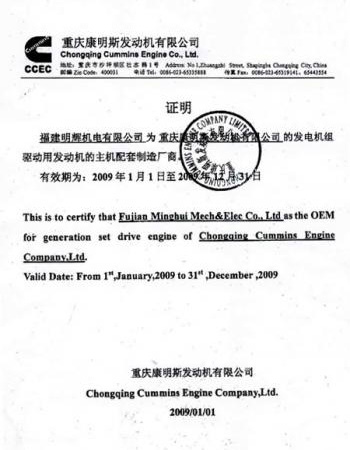 重庆康明斯发动机有限公司
Chongqing Cummins Engine Co., Ltd.
CCEC
地址: 重庆市沙坪坝区壮志路1号 Address: No 1,Zhuangzhi Street, Shapingba Chongqing City, China
邮编 Zip Code: 400031 电话 Tel: 0086-023-65335888 传真 Fax: 0086-023-65319141, 65443554
证明
福建明辉机电有限公司 为 重庆康明斯发动机有限公司 的发电机组
驱动用发动机的主机配套制造厂商。
有效期为: 2009 年 1 月 1 日至 2009 年 12 月 31 日
This is to certify that Fujian Minghui Mech&Elec Co., Ltd as the OEM
for generation set drive engine of Chongqing Cummins Engine
Company,Ltd.
Valid Date: From 1st,January,2009 to 31st ,December ,2009
重庆康明斯发动机有限公司
Chongqing Cummins Engine Company,Ltd.
2009/01/01